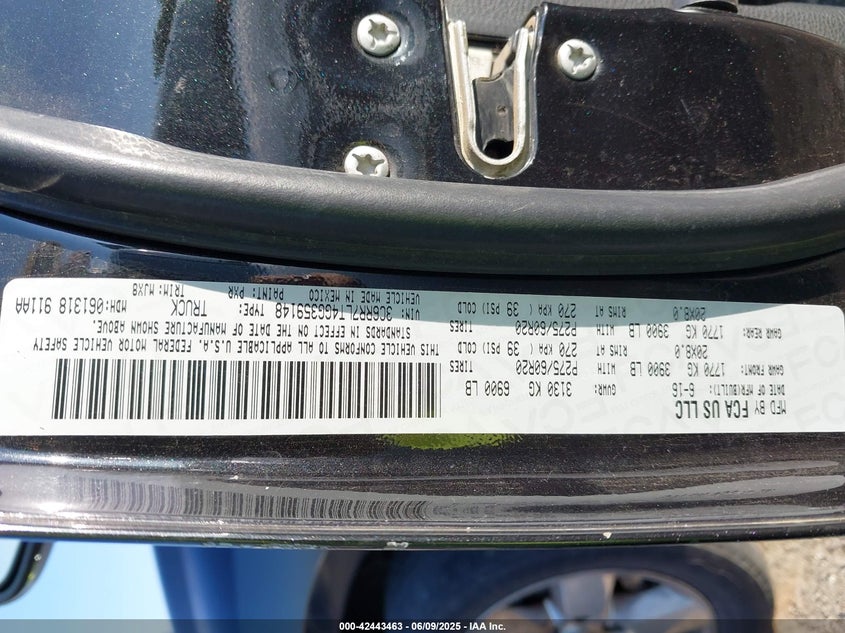 MFD BY FCA US LLC
DATE OF MFR(BUILT): 6-16 GVWR: 3130 KG 6900 LB
GAWR FRONT: 1770 KG 3900 LB WITH P275/60R20 TIRES
20X8.0 RIMS AT 270 KPA (39 PSI) COLD
GAWR REAR: 1770 KG 3900 LB WITH P275/60R20 TIRES
20X8.0 RIMS AT 270 KPA (39 PSI) COLD
THIS VEHICLE CONFORMS TO ALL APPLICABLE U.S.A. FEDERAL MOTOR VEHICLE SAFETY
STANDARDS IN EFFECT ON THE DATE OF MANUFACTURE SHOWN ABOVE.
VIN: 3C6RR7LT4GG359148 TYPE: TRUCK MDH:061318 911AA
VEHICLE MADE IN MEXICO PAINT: PXR TRIM: MJX8
000-42443463 - 06/09/2025 - IAA Inc.